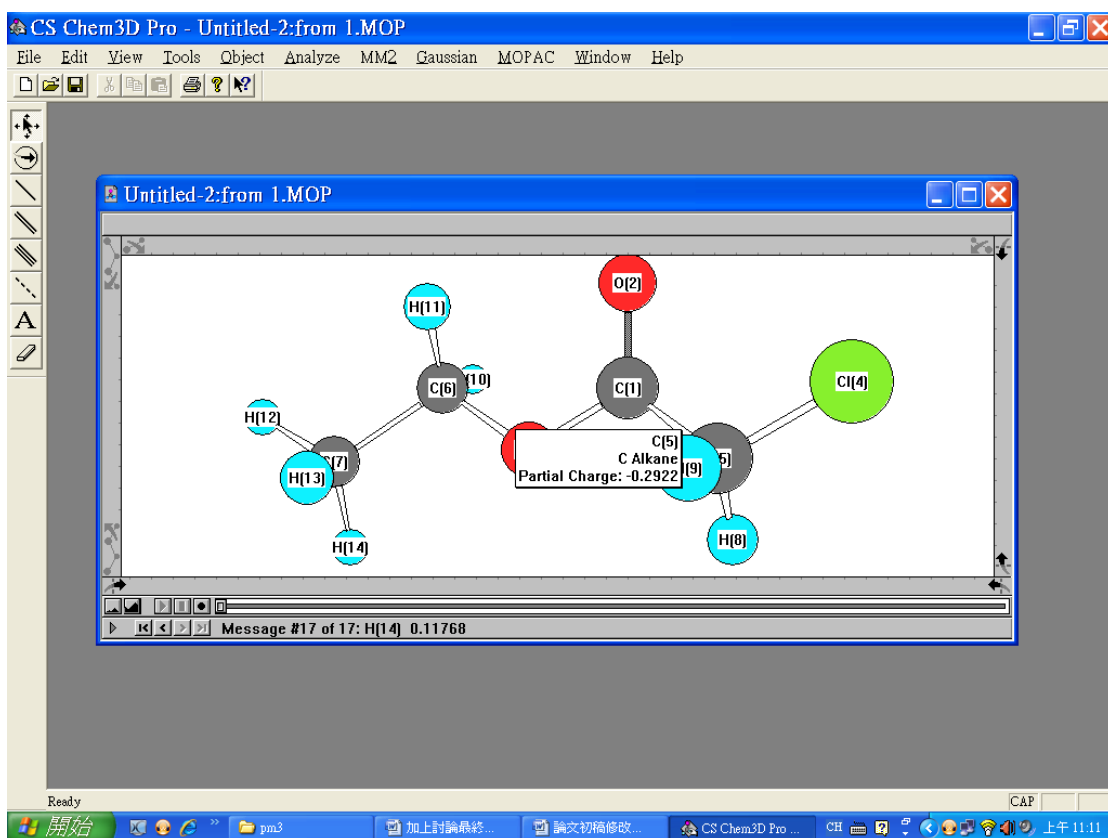 CS Chem3D Pro - Untitled-2:from 1.MOP
File Edit View Tools Object Analyze MM2 Gaussian MOPAC Window Help
Untitled-2:from 1.MOP
O(2)
H(11)
C(6)
(10)
C(1)
Cl(4)
H(12)
C(7)
H(13)
C(5)
C Alkane
Partial Charge: -0.2922
)(9)
5)
H(14)
H(8)
Message #17 of 17: H(14) 0.11768
A
Ready
CAP
開始
pm3
加上討論最終...
論文初稿修改...
CS Chem3D Pro ...
CH
上午 11:11